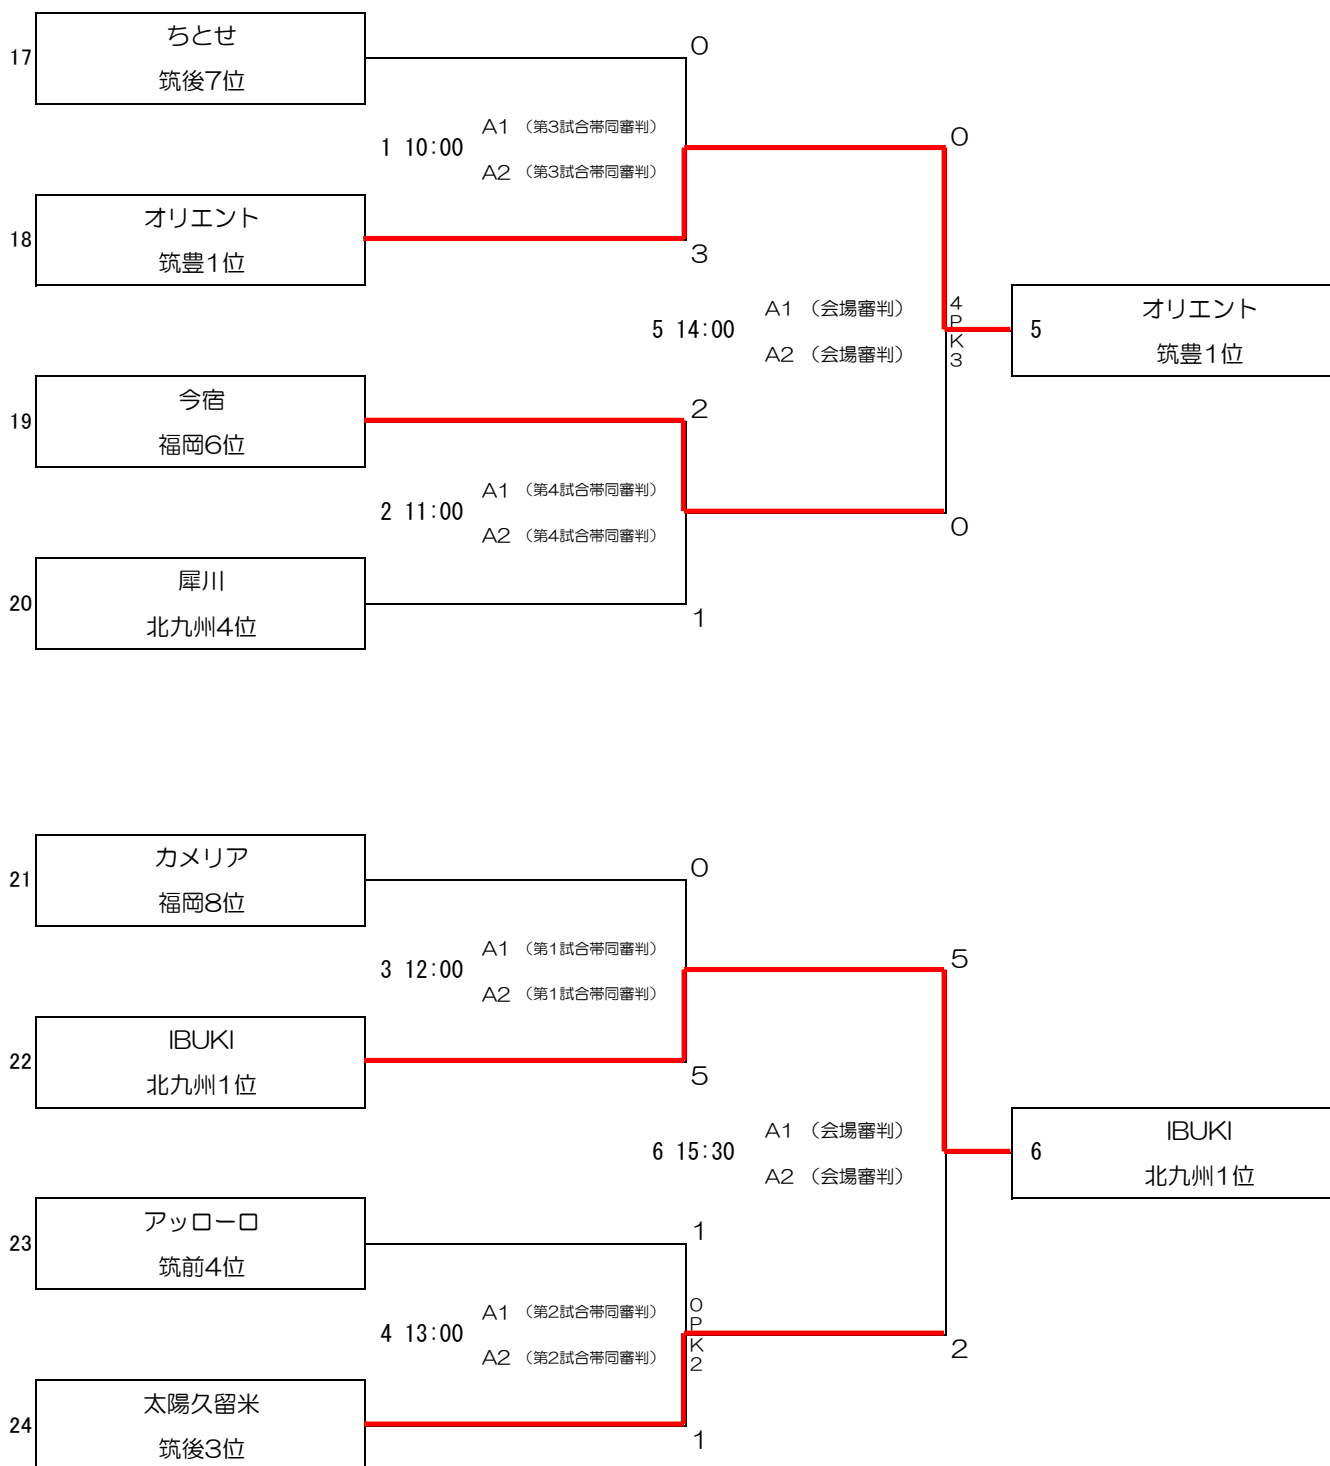 17
ちとせ
筑後7位
0
1 10:00
A1 （第3試合帯同審判）
A2 （第3試合帯同審判）
0
18
オリエント
筑豊1位
3
5 14:00
A1 （会場審判）
A2 （会場審判）
4PK3
5
オリエント
筑豊1位
19
今宿
福岡6位
2
2 11:00
A1 （第4試合帯同審判）
A2 （第4試合帯同審判）
0
20
犀川
北九州4位
1
21
カメリア
福岡8位
0
3 12:00
A1 （第1試合帯同審判）
A2 （第1試合帯同審判）
5
22
IBUKI
北九州1位
5
6 15:30
A1 （会場審判）
A2 （会場審判）
6
IBUKI
北九州1位
23
アッローロ
筑前4位
1
4 13:00
A1 （第2試合帯同審判）
A2 （第2試合帯同審判）
0PK2
2
24
太陽久留米
筑後3位
1